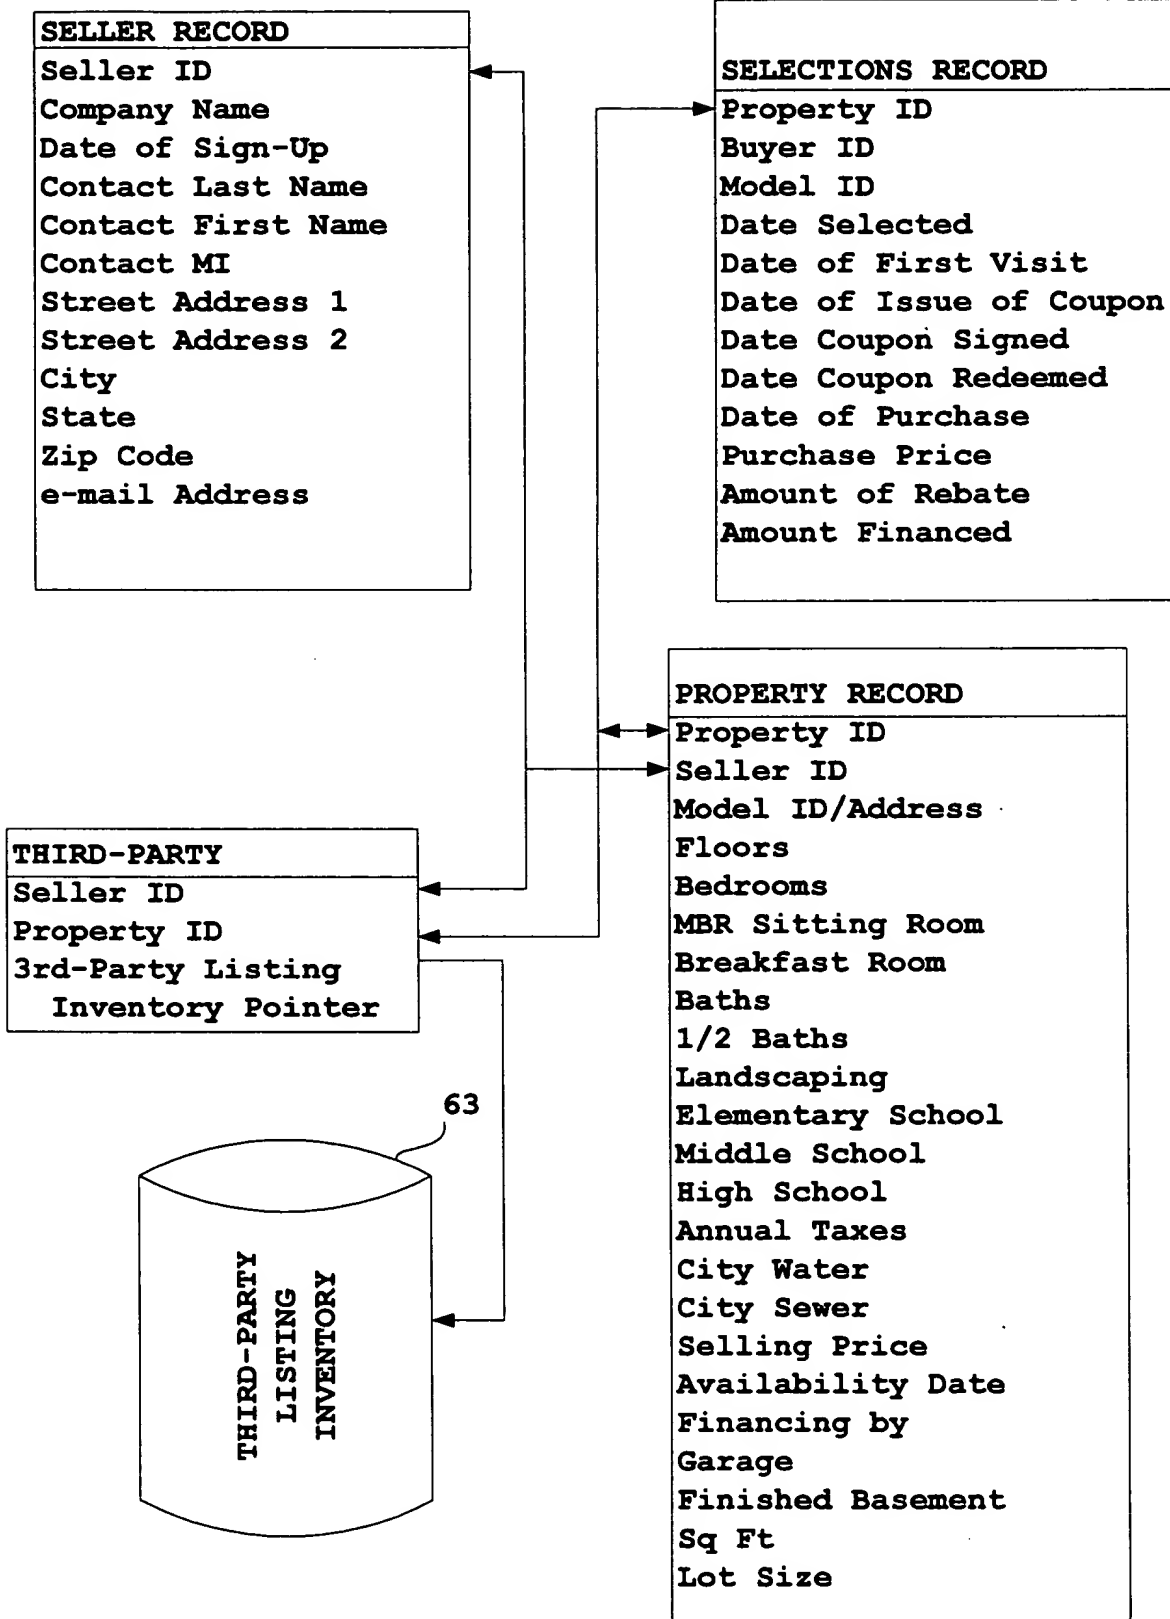 SELLER RECORD
Seller ID
Company Name
Date of Sign-Up
Contact Last Name
Contact First Name
Contact MI
Street Address 1
Street Address 2
City
State
Zip Code
e-mail Address
SELECTIONS RECORD
Property ID
Buyer ID
Model ID
Date Selected
Date of First Visit
Date of Issue of Coupon
Date Coupon Signed
Date Coupon Redeemed
Date of Purchase
Purchase Price
Amount of Rebate
Amount Financed
THIRD-PARTY
Seller ID
Property ID
3rd-Party Listing
Inventory Pointer
63
THIRD-PARTY
LISTING
INVENTORY
PROPERTY RECORD
Property ID
Seller ID
Model ID/Address
Floors
Bedrooms
MBR Sitting Room
Breakfast Room
Baths
1/2 Baths
Landscaping
Elementary School
Middle School
High School
Annual Taxes
City Water
City Sewer
Selling Price
Availability Date
Financing by
Garage
Finished Basement
Sq Ft
Lot Size